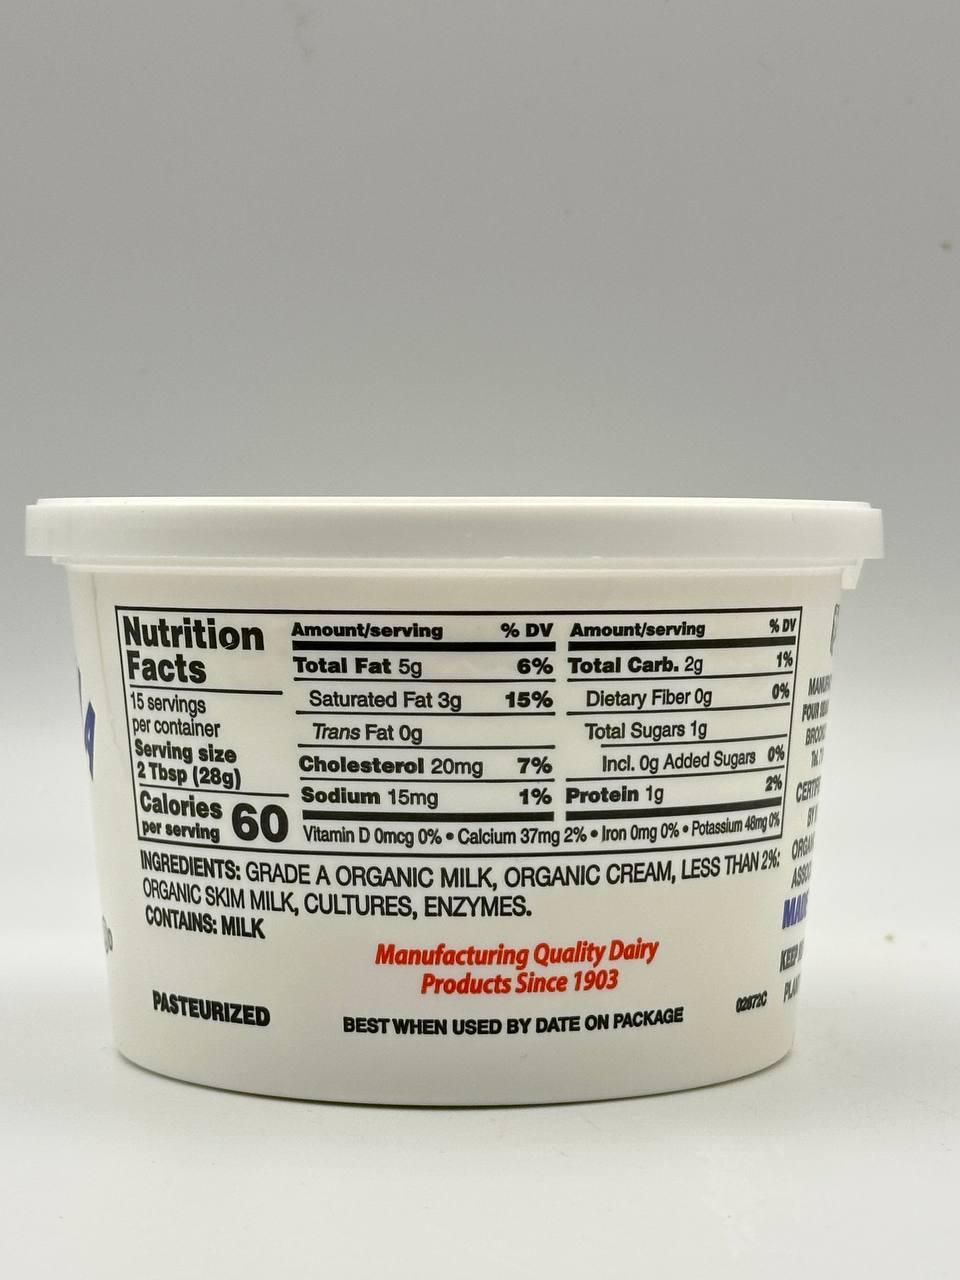 Nutrition
Facts
15 servings
per container
Serving size
2 Tbsp (28g)
Calories
per serving 60
Amount/serving % DV
Total Fat 5g 6%
Saturated Fat 3g 15%
Trans Fat 0g
Cholesterol 20mg 7%
Sodium 15mg 1%
Amount/serving % DV
Total Carb. 2g 1%
Dietary Fiber 0g 0%
Total Sugars 1g
Incl. 0g Added Sugars 0%
Protein 1g 2%
Vitamin D 0mcg 0% • Calcium 37mg 2% • Iron 0mg 0% • Potassium 48mg 0%
INGREDIENTS: GRADE A ORGANIC MILK, ORGANIC CREAM, LESS THAN 2%:
ORGANIC SKIM MILK, CULTURES, ENZYMES.
CONTAINS: MILK
Manufacturing Quality Dairy
Products Since 1903
PASTEURIZED
BEST WHEN USED BY DATE ON PACKAGE
02872C
FOUR